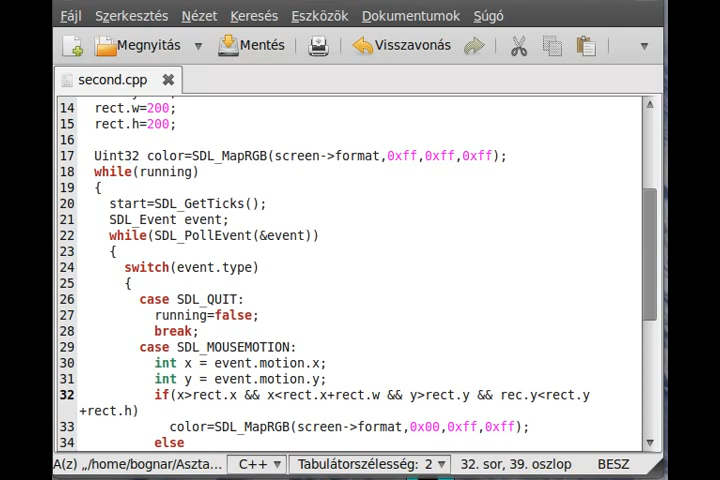 Fájl Szerkesztés Nézet Keresés Eszközök Dokumentumok Súgó
Megnyitás Mentés Visszavonás
second.cpp
14 rect.w=200;
15 rect.h=200;
16
17 Uint32 color=SDL_MapRGB(screen->format,0xff,0xff,0xff);
18 while(running)
19 {
20 start=SDL_GetTicks();
21 SDL_Event event;
22 while(SDL_PollEvent(&event))
23 {
24 switch(event.type)
25 {
26 case SDL_QUIT:
27 running=false;
28 break;
29 case SDL_MOUSEMOTION:
30 int x = event.motion.x;
31 int y = event.motion.y;
32 if(x>rect.x && x<rect.x+rect.w && y>rect.y && rec.y<rect.y
+rect.h)
33 color=SDL_MapRGB(screen->format,0x00,0xff,0xff);
34 else
A(z) „/home/bognar/Aszta... C++ Tabulátorszélesség: 2 32. sor, 39. oszlop BESZ